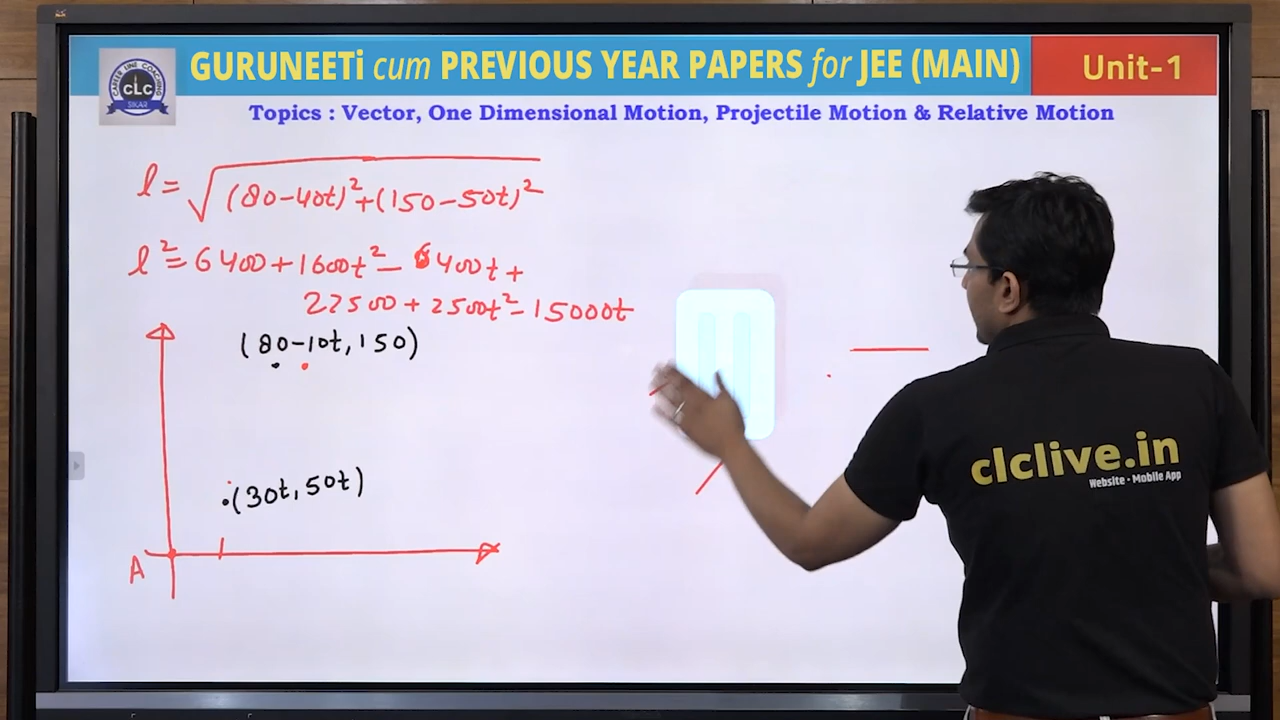 GURUNEETi cum PREVIOUS YEAR PAPERS for JEE (MAIN)
Unit-1
CAREER LINE COACHING
CLC
SIKAR
Topics : Vector, One Dimensional Motion, Projectile Motion & Relative Motion
l = √(80-40t)²+(150-50t)²
l² = 6400+1600t²- 6400t+
22500+2500t²-15000t
(80-10t, 150)
(30t, 50t)
A
clclive.in
Website - Mobile App